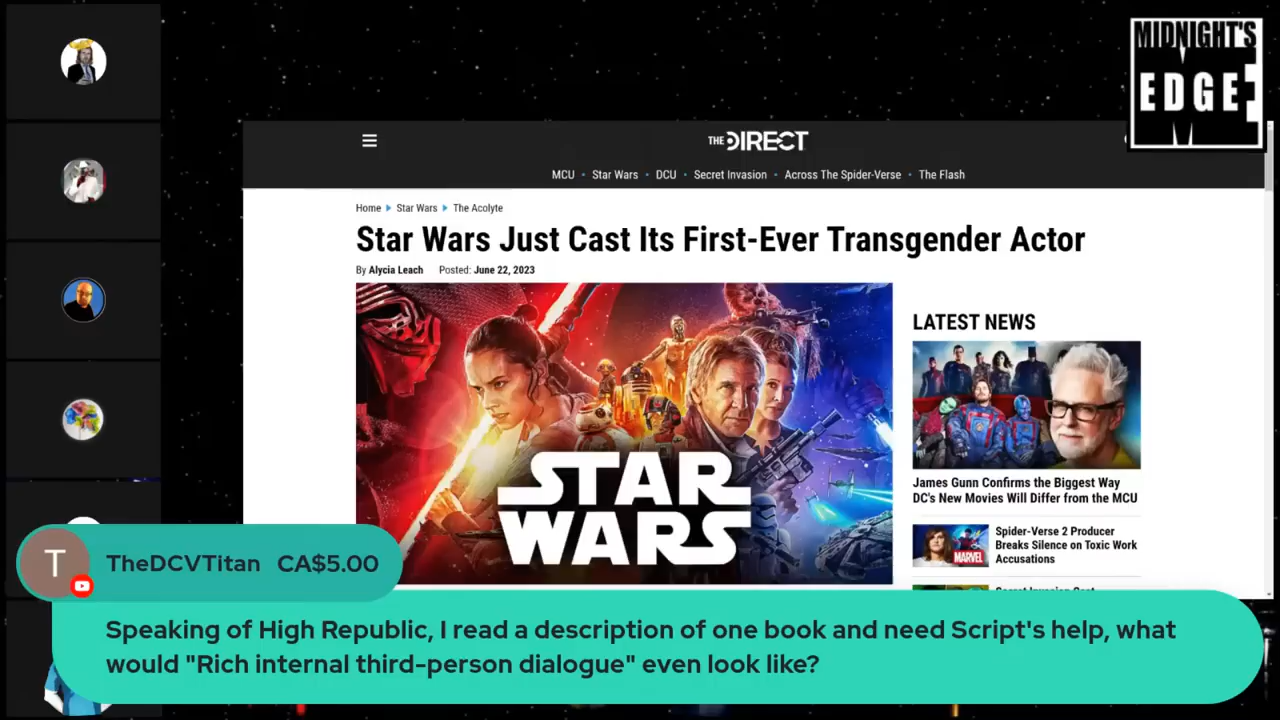 MIDNIGHT'S
EDGE
THE DIRECT
MCU • Star Wars • DCU • Secret Invasion • Across The Spider-Verse • The Flash
Home ▶ Star Wars ▶ The Acolyte
Star Wars Just Cast Its First-Ever Transgender Actor
By Alycia Leach Posted: June 22, 2023
STAR
WARS
LATEST NEWS
James Gunn Confirms the Biggest Way
DC's New Movies Will Differ from the MCU
MARVEL
Spider-Verse 2 Producer
Breaks Silence on Toxic Work
Accusations
T
TheDCVTitan CA$5.00
Speaking of High Republic, I read a description of one book and need Script's help, what
would "Rich internal third-person dialogue" even look like?